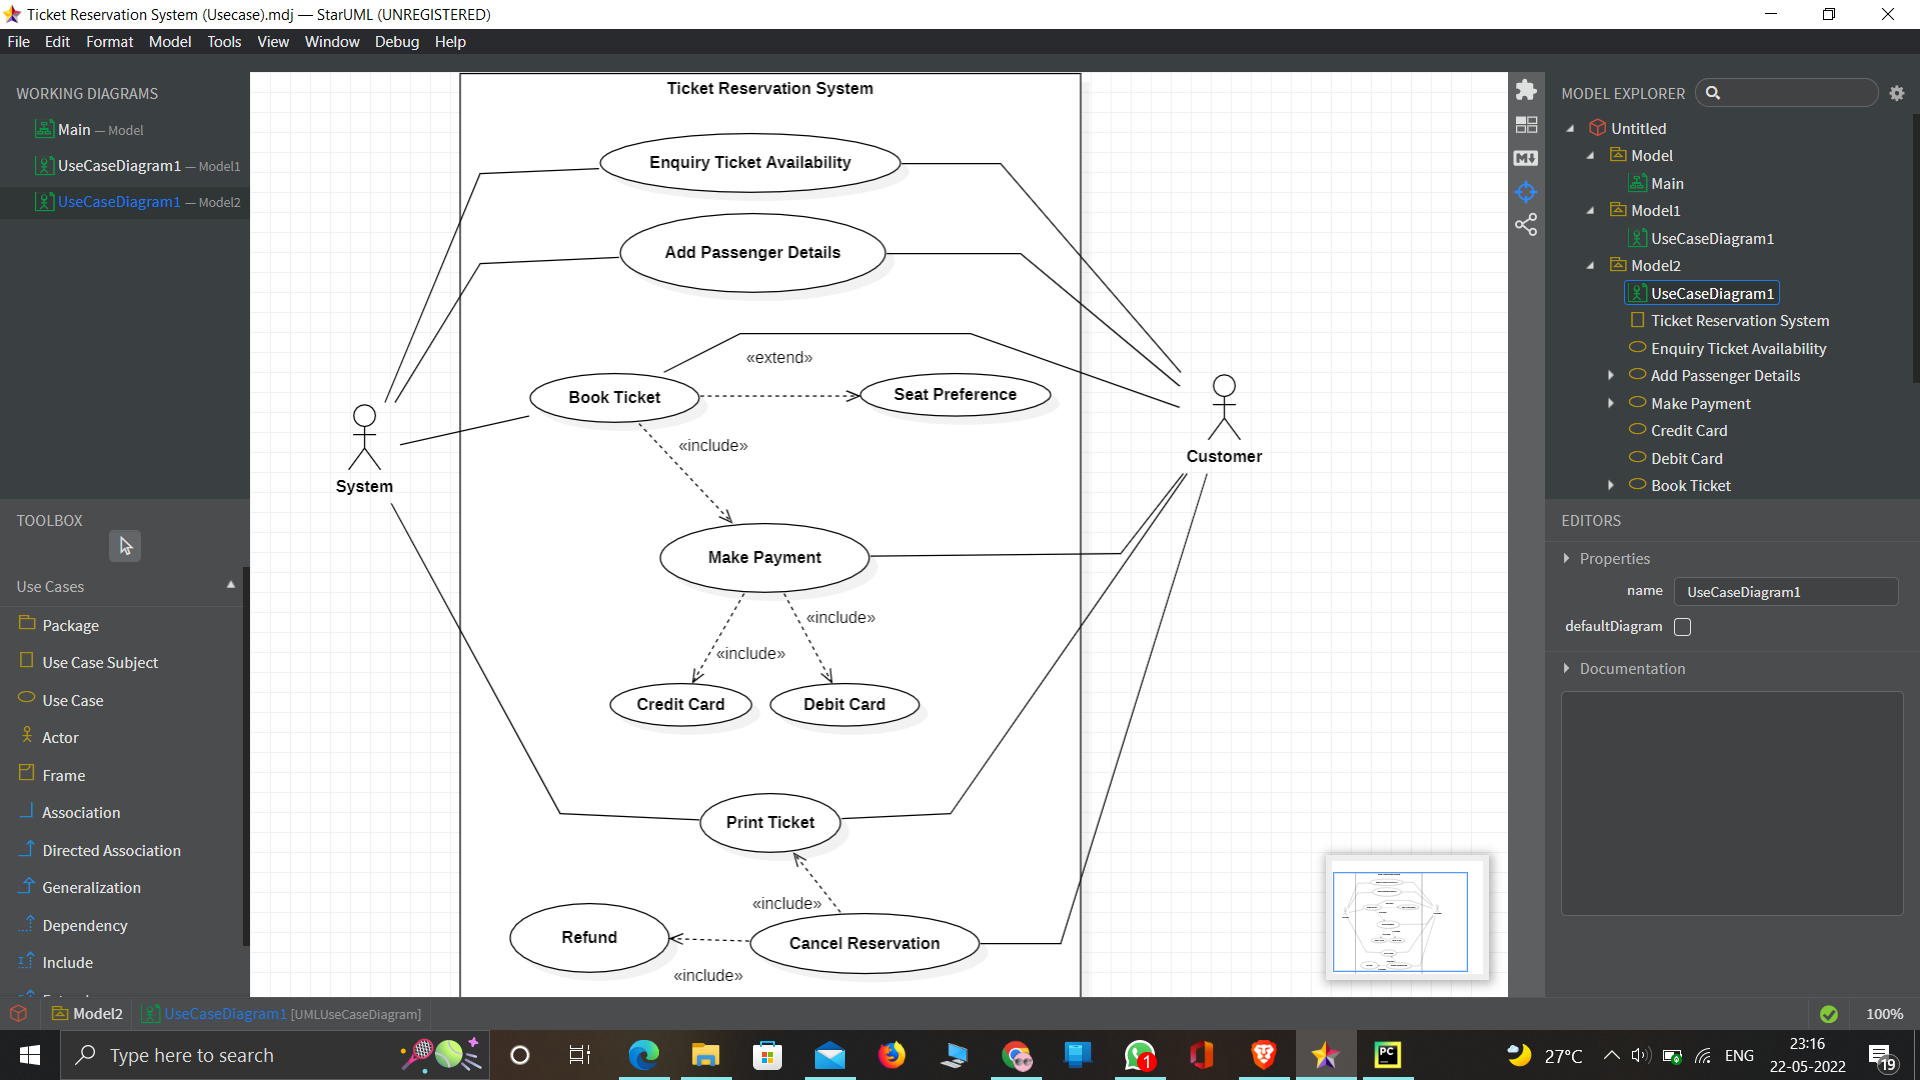 Ticket Reservation System (Usecase).mdj — StarUML (UNREGISTERED)
File Edit Format Model Tools View Window Debug Help
WORKING DIAGRAMS
Main — Model
UseCaseDiagram1 — Model1
UseCaseDiagram1 — Model2
TOOLBOX
Use Cases
Package
Use Case Subject
Use Case
Actor
Frame
Association
Directed Association
Generalization
Dependency
Include
Ticket Reservation System
Enquiry Ticket Availability
Add Passenger Details
«extend»
Book Ticket
Seat Preference
«include»
System
Customer
Make Payment
«include»
«include»
Credit Card
Debit Card
Print Ticket
«include»
Refund
Cancel Reservation
«include»
MODEL EXPLORER
Untitled
Model
Main
Model1
UseCaseDiagram1
Model2
UseCaseDiagram1
Ticket Reservation System
Enquiry Ticket Availability
Add Passenger Details
Make Payment
Credit Card
Debit Card
Book Ticket
EDITORS
Properties
name UseCaseDiagram1
defaultDiagram
Documentation
Model2 UseCaseDiagram1 [UMLUseCaseDiagram]
100%
Type here to search
1
PC
27°C
ENG
23:16
22-05-2022
19
M